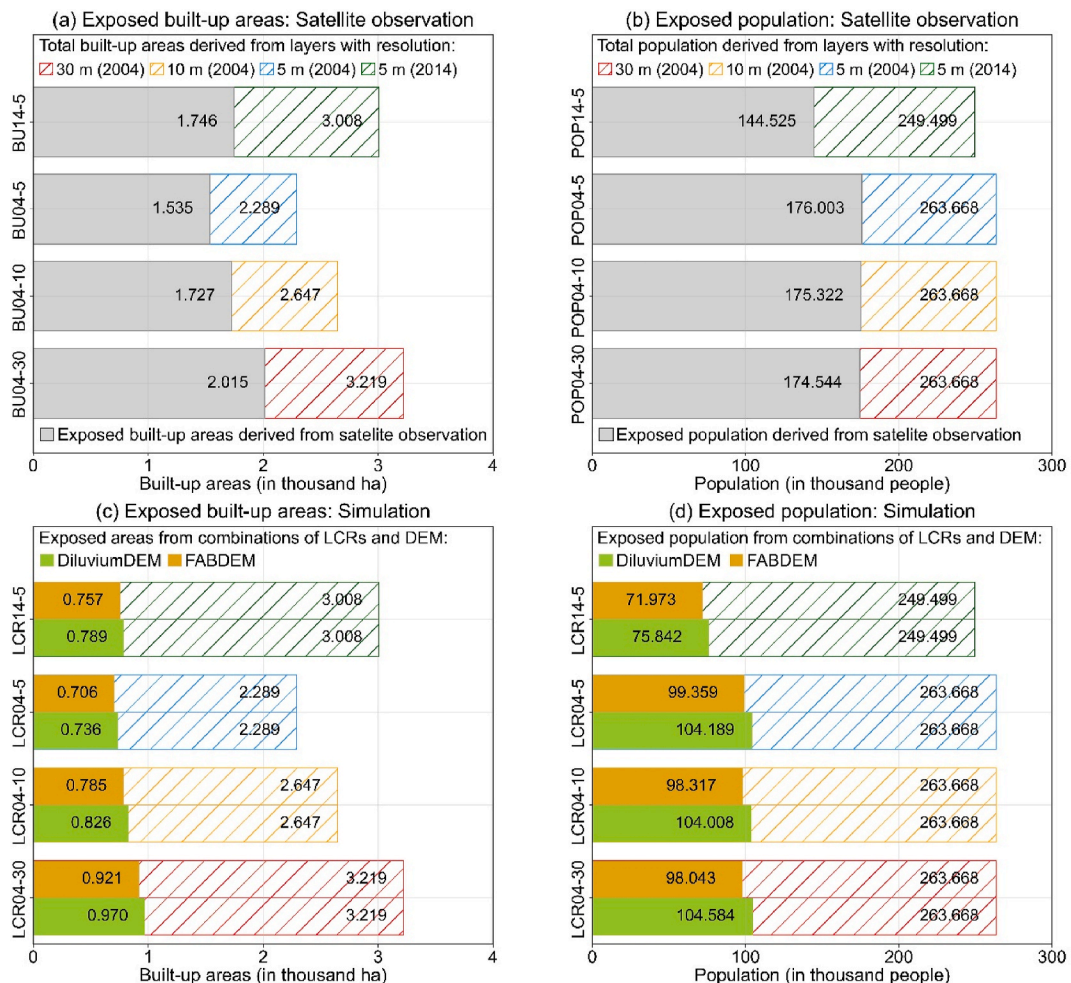 (a) Exposed built-up areas: Satellite observation
Total built-up areas derived from layers with resolution:
30 m (2004) 10 m (2004) 5 m (2004) 5 m (2014)
BU14-5
1.746 3.008
BU04-5
1.535 2.289
BU04-10
1.727 2.647
BU04-30
2.015 3.219
Exposed built-up areas derived from satelite observation
0 1 2 3 4
Built-up areas (in thousand ha)
(b) Exposed population: Satellite observation
Total population derived from layers with resolution:
30 m (2004) 10 m (2004) 5 m (2004) 5 m (2014)
POP14-5
144.525 249.499
POP04-5
176.003 263.668
POP04-10
175.322 263.668
POP04-30
174.544 263.668
Exposed population derived from satelite observation
0 100 200 300
Population (in thousand people)
(c) Exposed built-up areas: Simulation
Exposed areas from combinations of LCRs and DEM:
DiluviumDEM FABDEM
LCR14-5
0.757 3.008
0.789 3.008
LCR04-5
0.706 2.289
0.736 2.289
LCR04-10
0.785 2.647
0.826 2.647
LCR04-30
0.921 3.219
0.970 3.219
0 1 2 3 4
Built-up areas (in thousand ha)
(d) Exposed population: Simulation
Exposed population from combinations of LCRs and DEM:
DiluviumDEM FABDEM
LCR14-5
71.973 249.499
75.842 249.499
LCR04-5
99.359 263.668
104.189 263.668
LCR04-10
98.317 263.668
104.008 263.668
LCR04-30
98.043 263.668
104.584 263.668
0 100 200 300
Population (in thousand people)